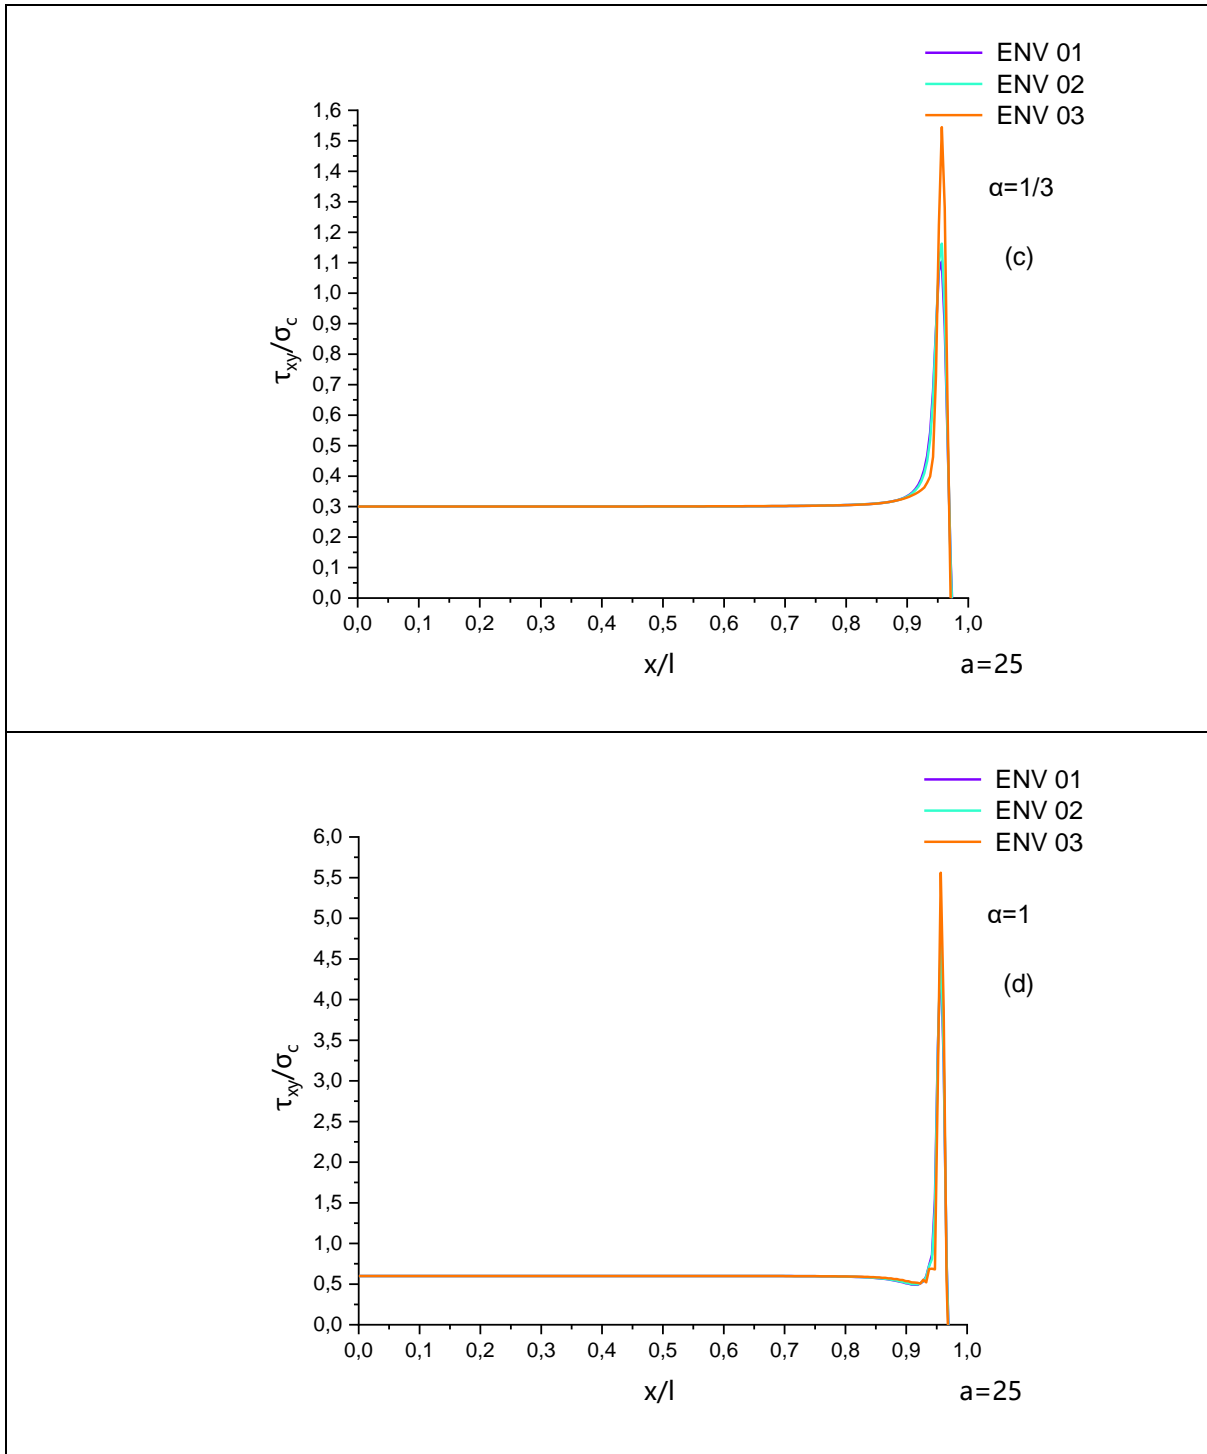 ENV 01
ENV 02
ENV 03
1,6
1,5
1,4
1,3
1,2
1,1
1,0
0,9
0,8
0,7
0,6
0,5
0,4
0,3
0,2
0,1
0,0
τxy/σc
α=1/3
(c)
0,0 0,1 0,2 0,3 0,4 0,5 0,6 0,7 0,8 0,9 1,0
x/l
a=25
ENV 01
ENV 02
ENV 03
6,0
5,5
5,0
4,5
4,0
3,5
3,0
2,5
2,0
1,5
1,0
0,5
0,0
τxy/σc
α=1
(d)
0,0 0,1 0,2 0,3 0,4 0,5 0,6 0,7 0,8 0,9 1,0
x/l
a=25